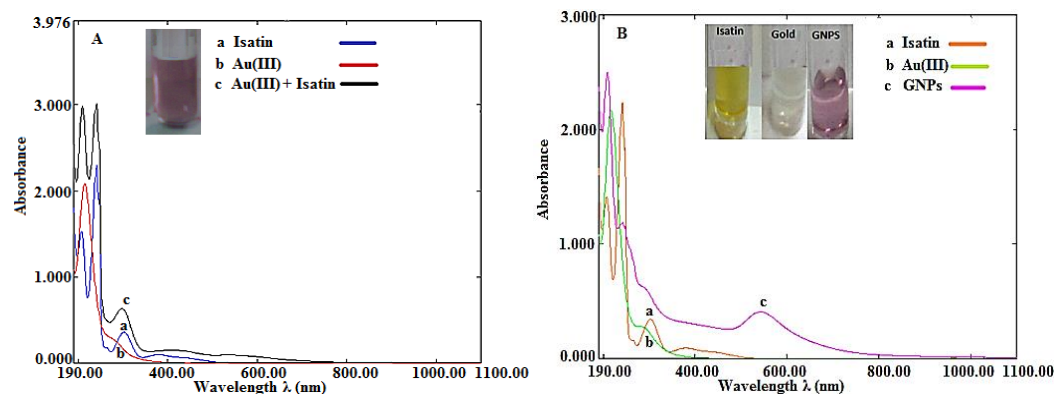 3.976
A
a Isatin
b Au(III)
c Au(III) + Isatin
3.000
2.000
1.000
0.000
Absorbance
c
a
b
190.00
400.00
600.00
800.00
1000.00
1100.00
Wavelength λ (nm)
3.000
B
Isatin
Gold
GNPS
a Isatin
b Au(III)
c GNPs
2.000
1.000
0.000
Absorbance
a
b
c
190.00
400.00
600.00
800.00
1000.00
1100.00
Wavelength λ (nm)